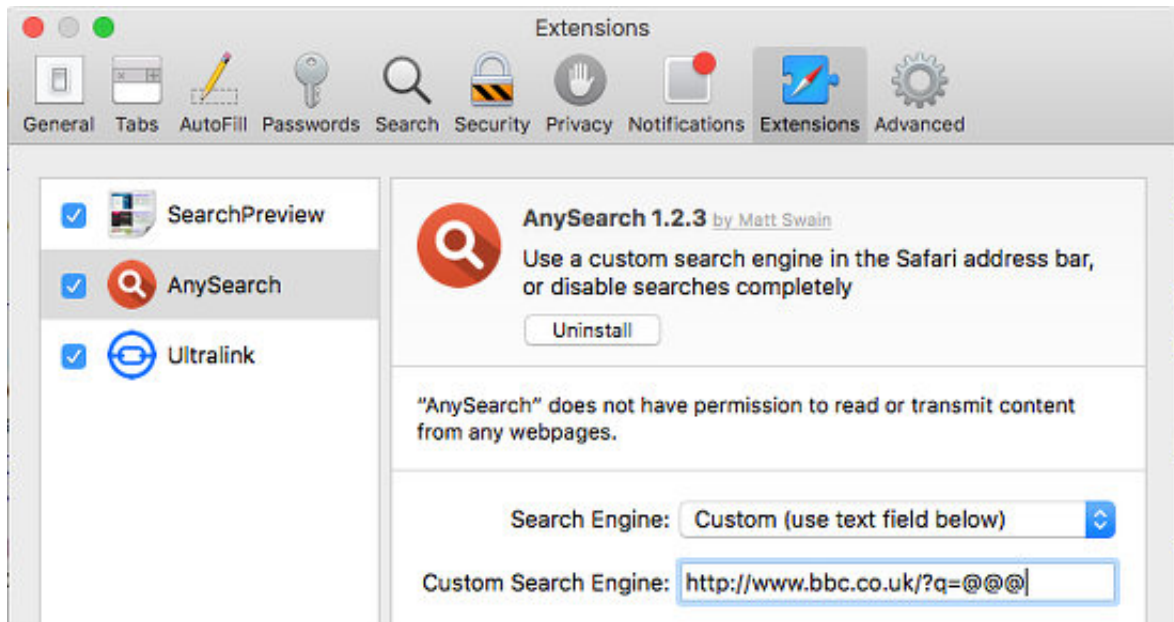 Extensions
General Tabs AutoFill Passwords Search Security Privacy Notifications Extensions Advanced
SearchPreview
AnySearch
Ultralink
AnySearch 1.2.3 by Matt Swain
Use a custom search engine in the Safari address bar,
or disable searches completely
Uninstall
“AnySearch” does not have permission to read or transmit content
from any webpages.
Search Engine: Custom (use text field below)
Custom Search Engine: http://www.bbc.co.uk/?q=@@@